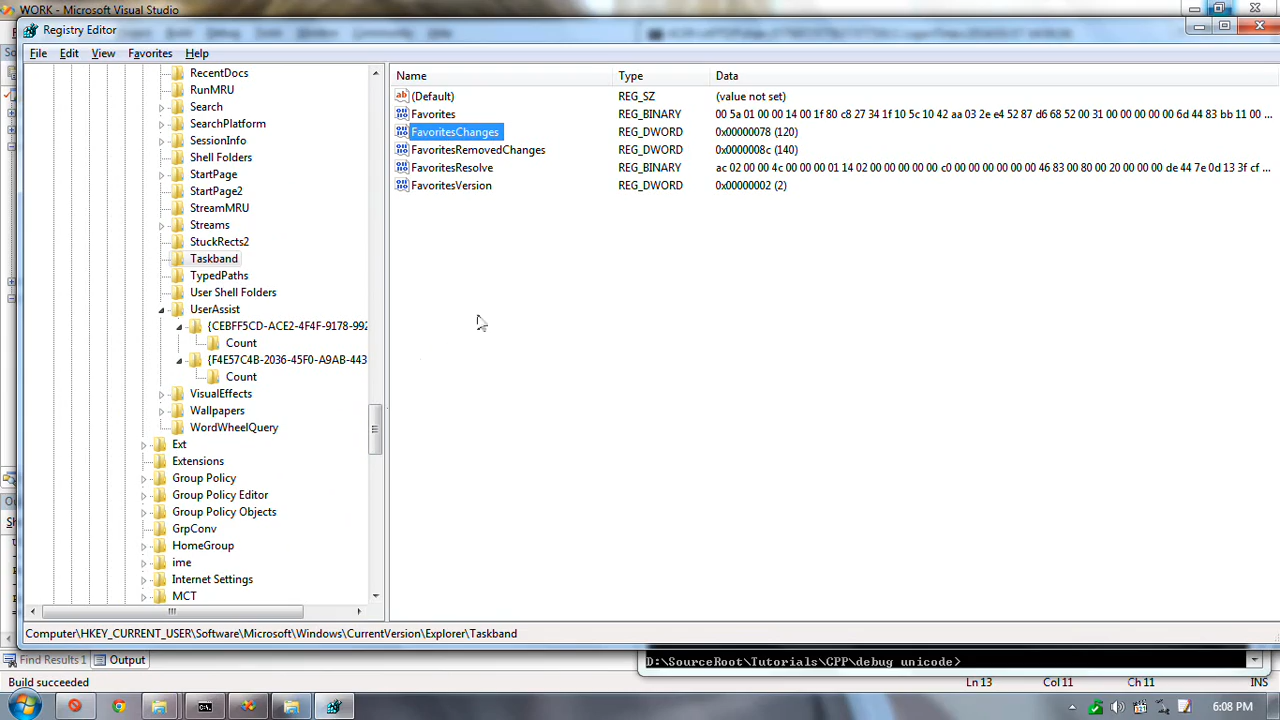 WORK - Microsoft Visual Studio
Registry Editor
File Edit View Favorites Help
RecentDocs
RunMRU
Search
SearchPlatform
SessionInfo
Shell Folders
StartPage
StartPage2
StreamMRU
Streams
StuckRects2
Taskband
TypedPaths
User Shell Folders
UserAssist
{CEBFF5CD-ACE2-4F4F-9178-992
Count
{F4E57C4B-2036-45F0-A9AB-443
Count
VisualEffects
Wallpapers
WordWheelQuery
Ext
Extensions
Group Policy
Group Policy Editor
Group Policy Objects
GrpConv
HomeGroup
ime
Internet Settings
MCT
Name Type Data
(Default) REG_SZ (value not set)
Favorites REG_BINARY 00 5a 01 00 00 14 00 1f 80 c8 27 34 1f 10 5c 10 42 aa 03 2e e4 52 87 d6 68 52 00 31 00 00 00 00 00 6d 44 83 bb 11 00 ...
FavoritesChanges REG_DWORD 0x00000078 (120)
FavoritesRemovedChanges REG_DWORD 0x0000008c (140)
FavoritesResolve REG_BINARY ac 02 00 00 4c 00 00 00 01 14 02 00 00 00 00 00 c0 00 00 00 00 00 00 46 83 00 80 00 20 00 00 00 de 44 7e 0d 13 3f cf ...
FavoritesVersion REG_DWORD 0x00000002 (2)
Computer\HKEY_CURRENT_USER\Software\Microsoft\Windows\CurrentVersion\Explorer\Taskband
Find Results 1 Output
D:\SourceRoot\Tutorials\CPP\debug unicode>
Build succeeded Ln 13 Col 11 Ch 11 INS
6:08 PM